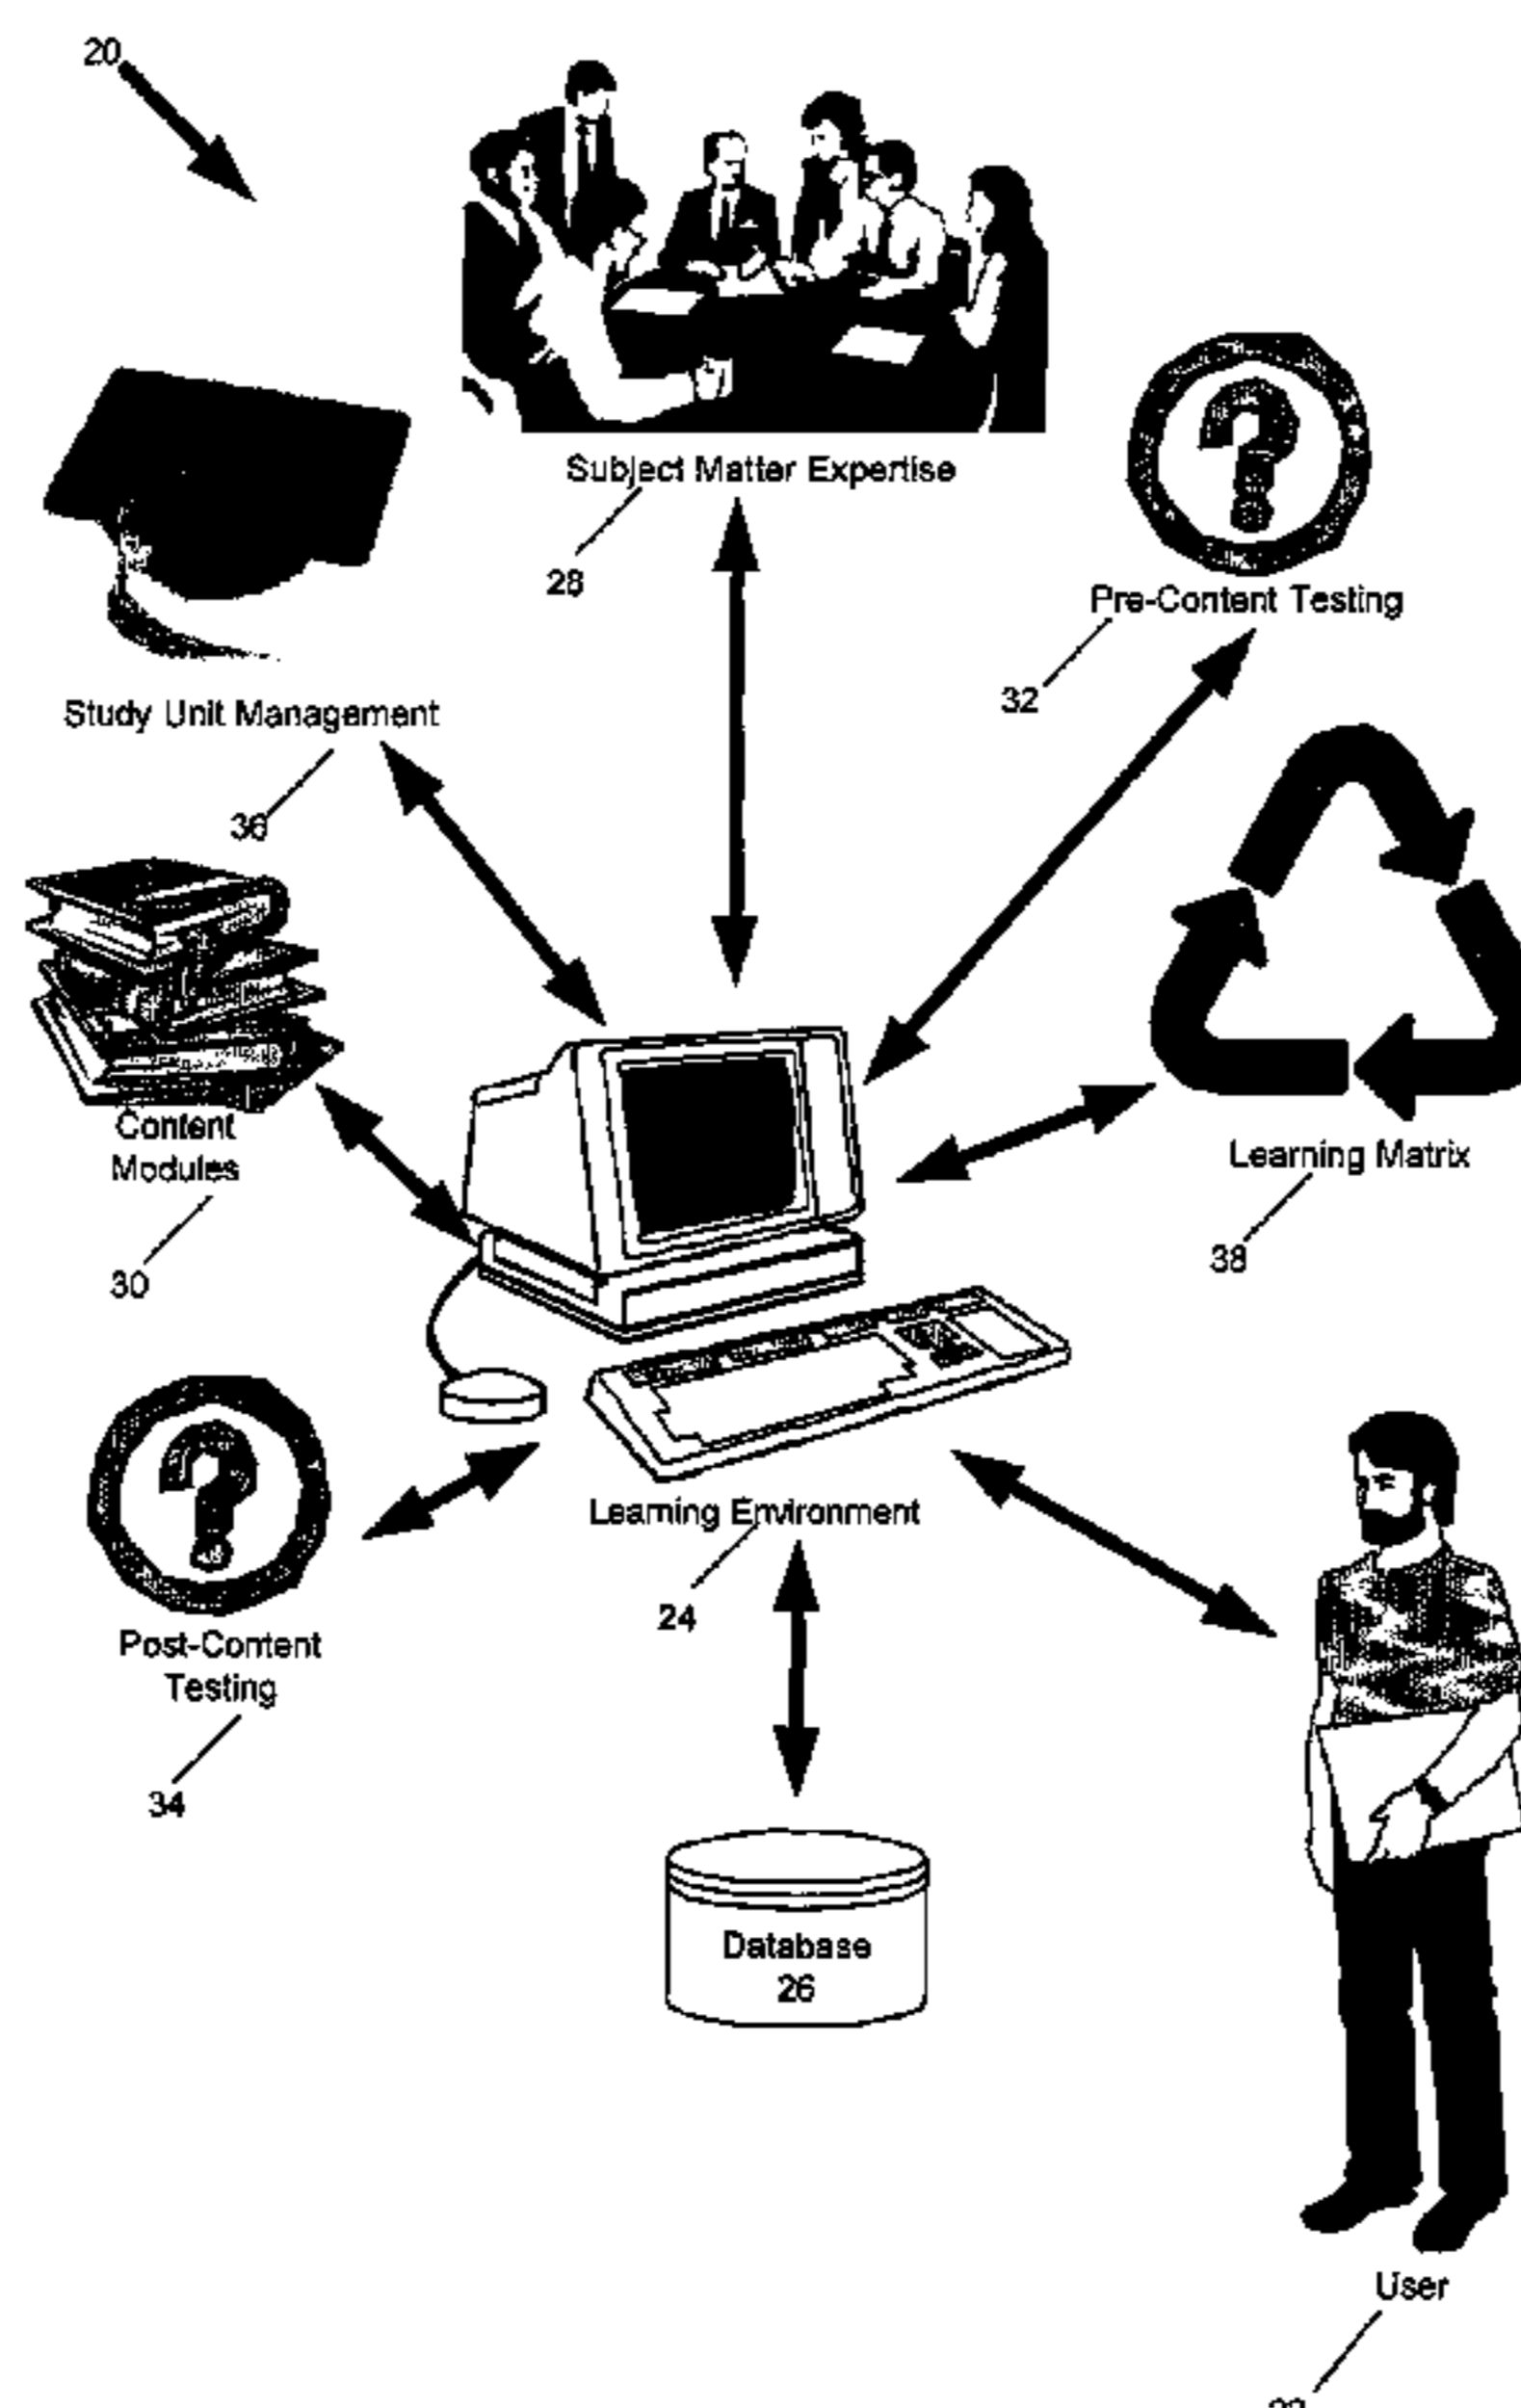 20
Subject Matter Expertise
28
Pre-Content Testing
32
Study Unit Management
36
Content
Modules
30
Learning Matrix
38
Learning Environment
24
Post-Content
Testing
34
Database
26
User